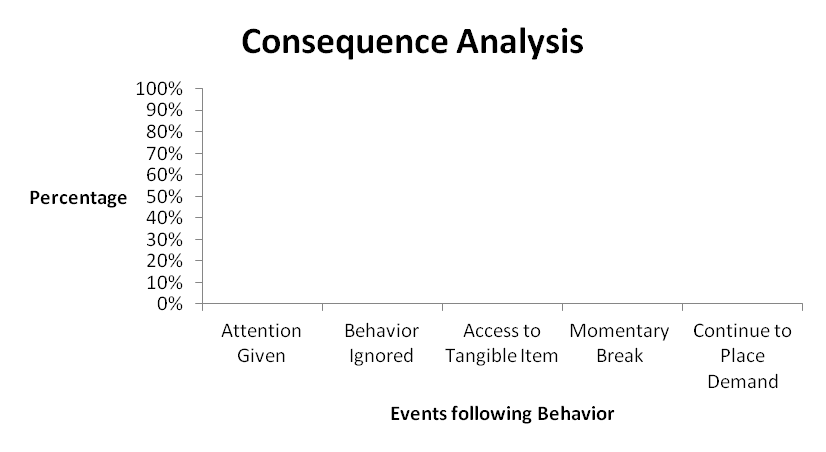 Consequence Analysis
100%
90%
80%
70%
60%
50%
40%
30%
20%
10%
0%
Percentage
Attention
Given
Behavior
Ignored
Access to
Tangible Item
Momentary
Break
Continue to
Place
Demand
Events following Behavior